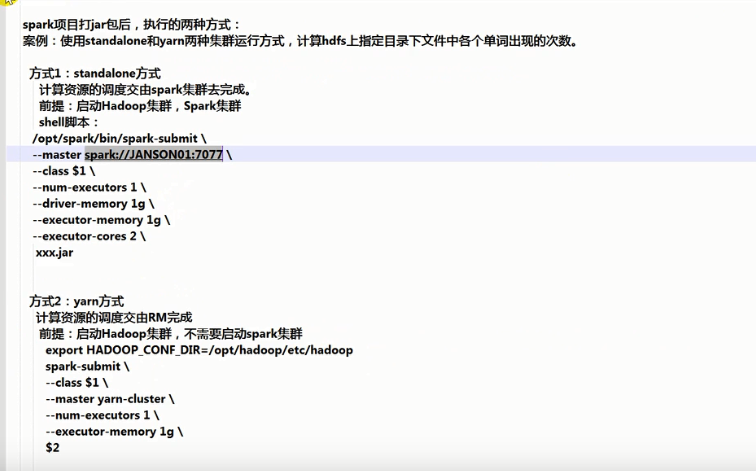 spark项目打jar包后，执行的两种方式：
案例：使用standalone和yarn两种集群运行方式，计算hdfs上指定目录下文件中各个单词出现的次数。
方式1：standalone方式
计算资源的调度交由spark集群去完成。
前提：启动Hadoop集群，Spark集群
shell脚本：
/opt/spark/bin/spark-submit \
--master spark://JANSON01:7077 \
--class $1 \
--num-executors 1 \
--driver-memory 1g \
--executor-memory 1g \
--executor-cores 2 \
xxx.jar
方式2：yarn方式
计算资源的调度交由RM完成
前提：启动Hadoop集群，不需要启动spark集群
export HADOOP_CONF_DIR=/opt/hadoop/etc/hadoop
spark-submit \
--class $1 \
--master yarn-cluster \
--num-executors 1 \
--executor-memory 1g \
$2